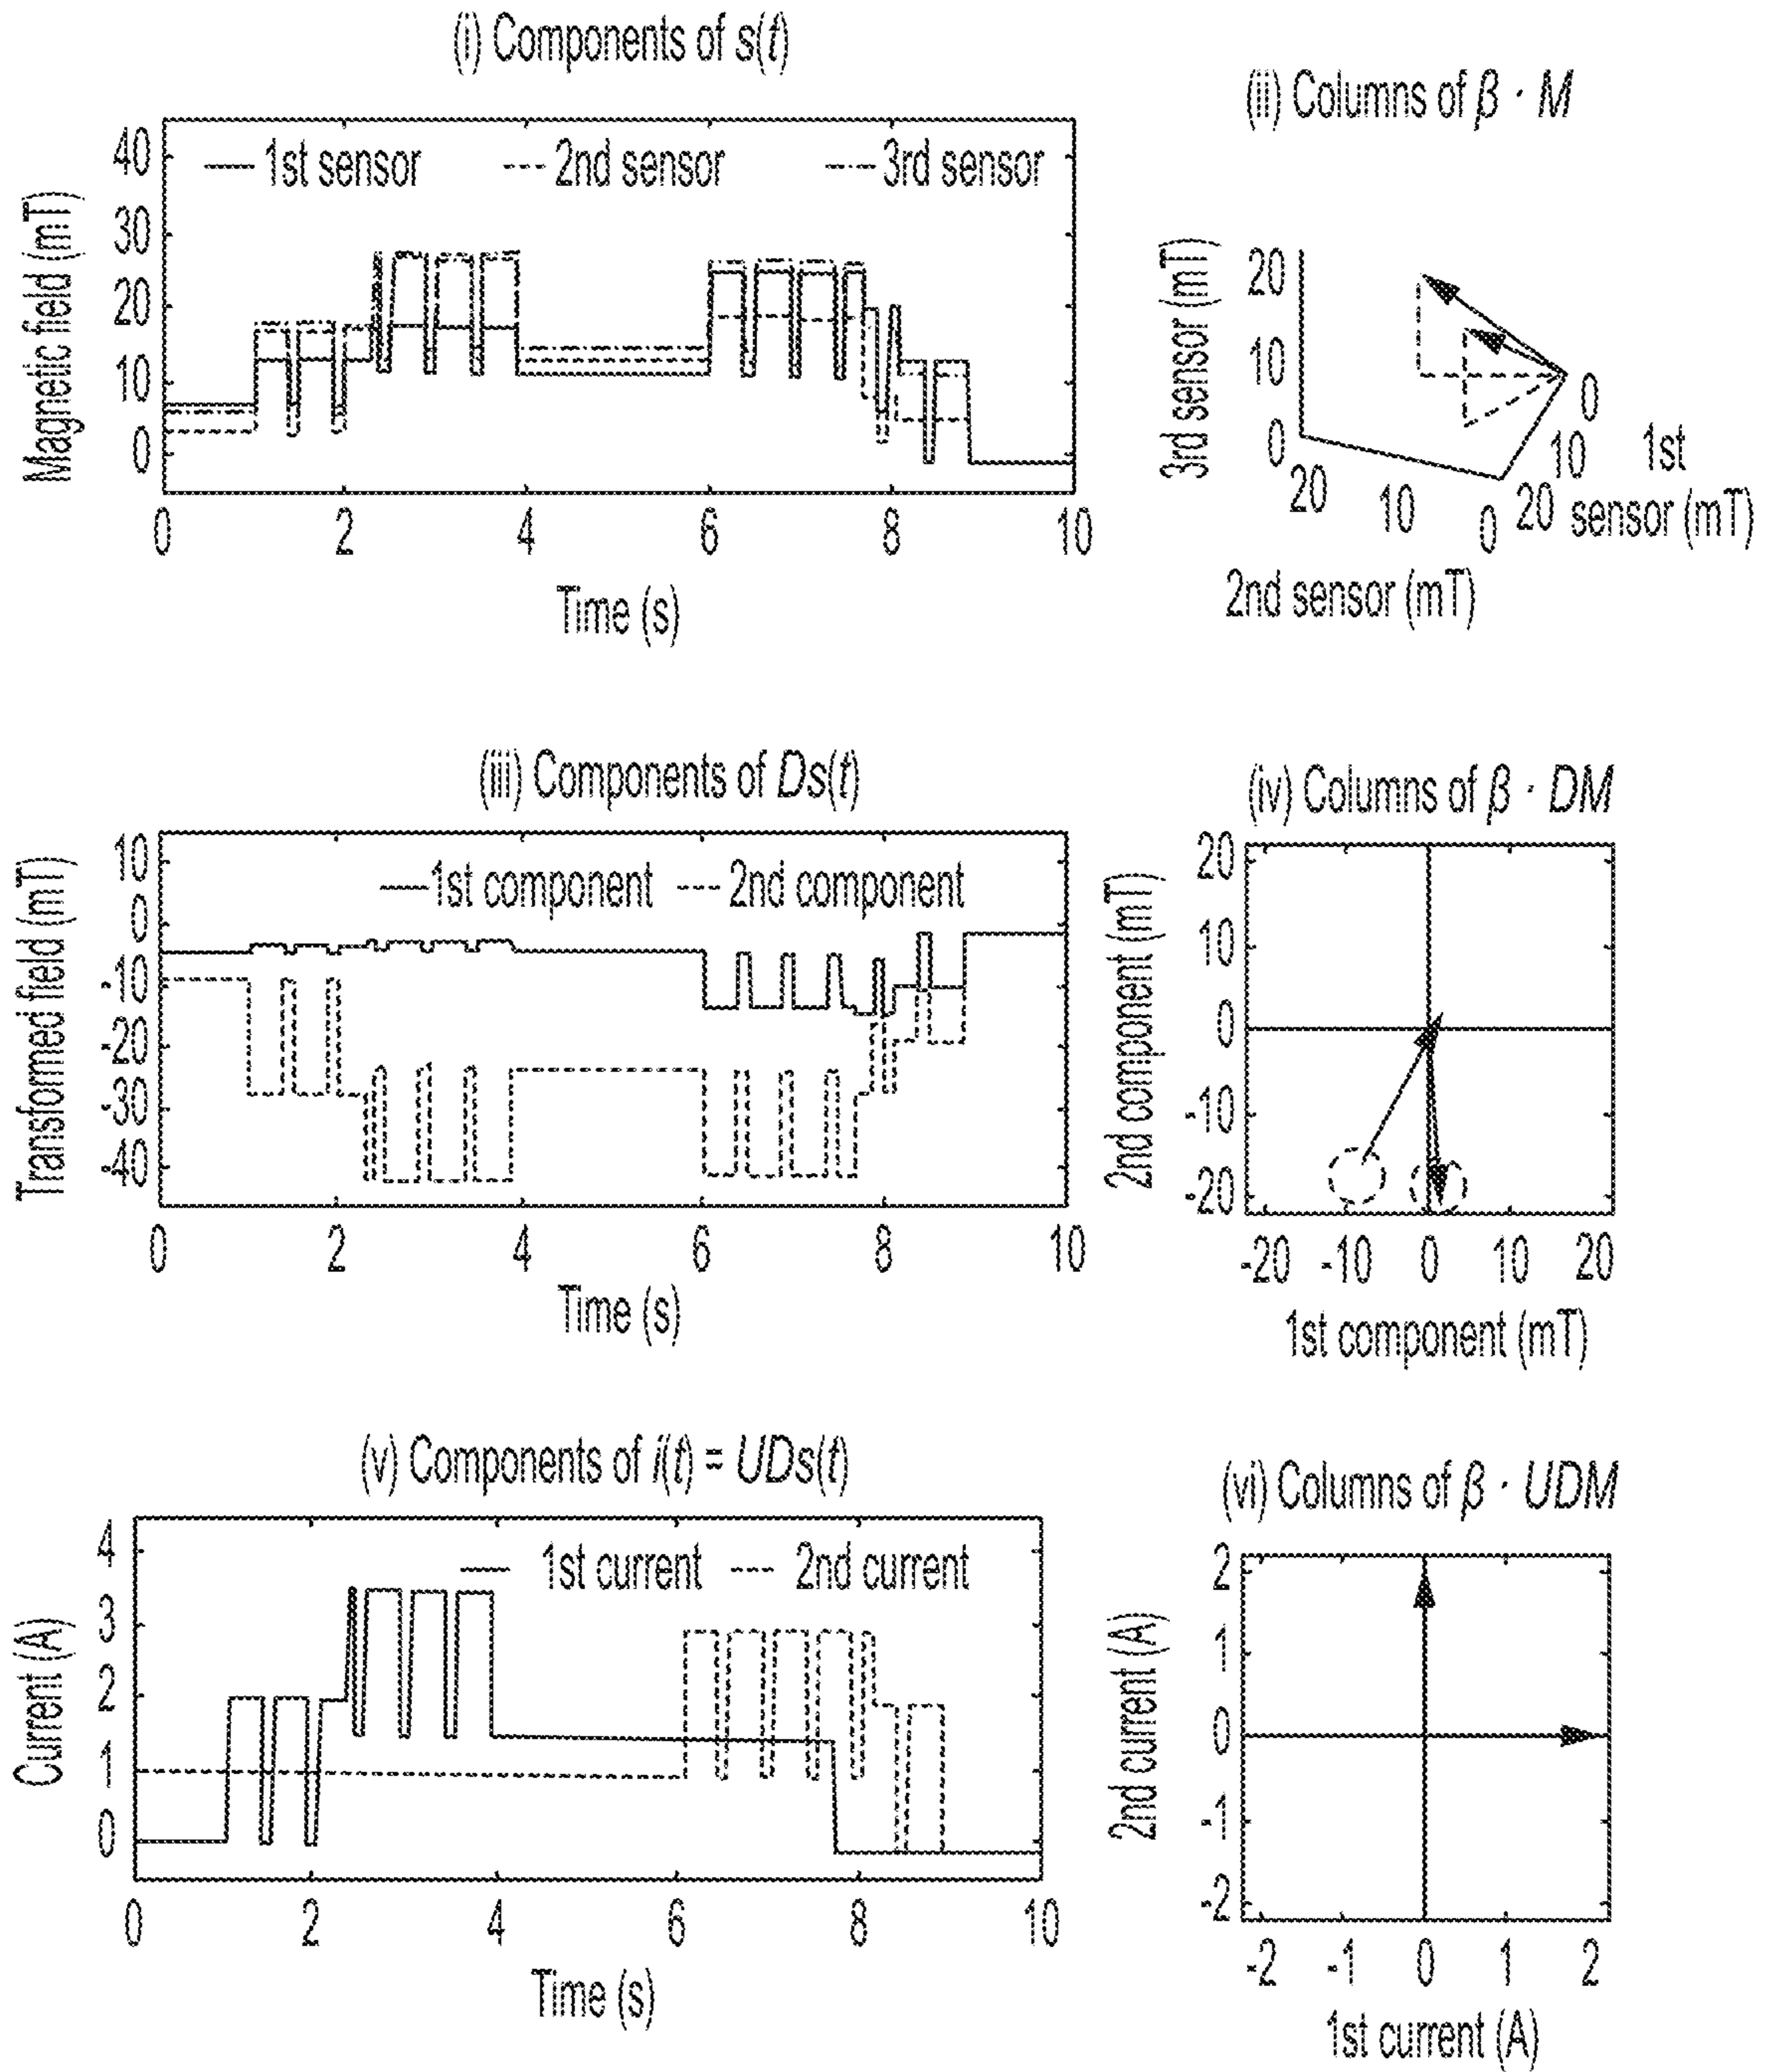 (i) Components of s(t)
Magnetic field (mT)
40
30
20
10
0
1st sensor
2nd sensor
3rd sensor
0 2 4 6 8 10
Time (s)
(ii) Columns of β · M
3rd sensor (mT)
20
10
0
20 10 0
2nd sensor (mT)
20 10 0
1st
sensor (mT)
(iii) Components of Ds(t)
Transformed field (mT)
10
0
-10
-20
-30
-40
1st component
2nd component
0 2 4 6 8 10
Time (s)
(iv) Columns of β · DM
2nd component (mT)
20
10
0
-10
-20
-20 -10 0 10 20
1st component (mT)
(v) Components of i(t) = UDs(t)
Current (A)
4
3
2
1
0
1st current
2nd current
0 2 4 6 8 10
Time (s)
(vi) Columns of β · UDM
2nd current (A)
2
1
0
-1
-2
-2 -1 0 1 2
1st current (A)